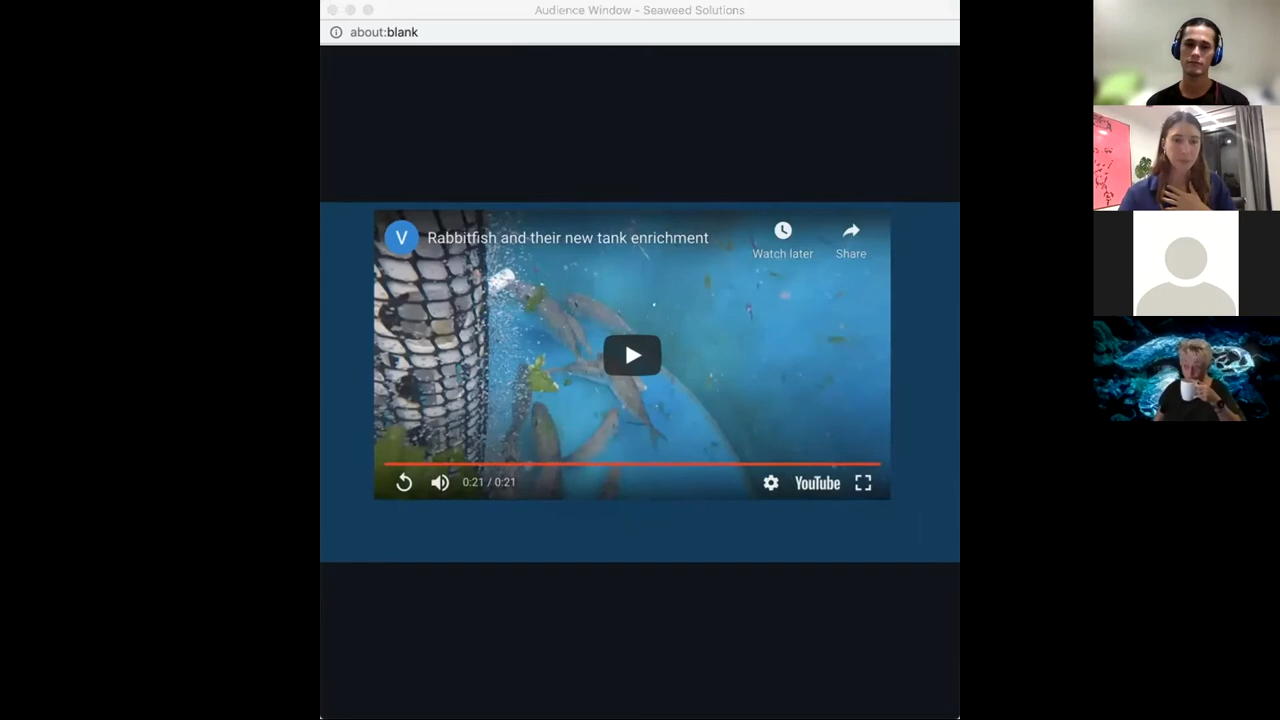 Audience Window – Seaweed Solutions
about:blank
V
Rabbitfish and their new tank enrichment
Watch later
Share
0:21 / 0:21
YouTube